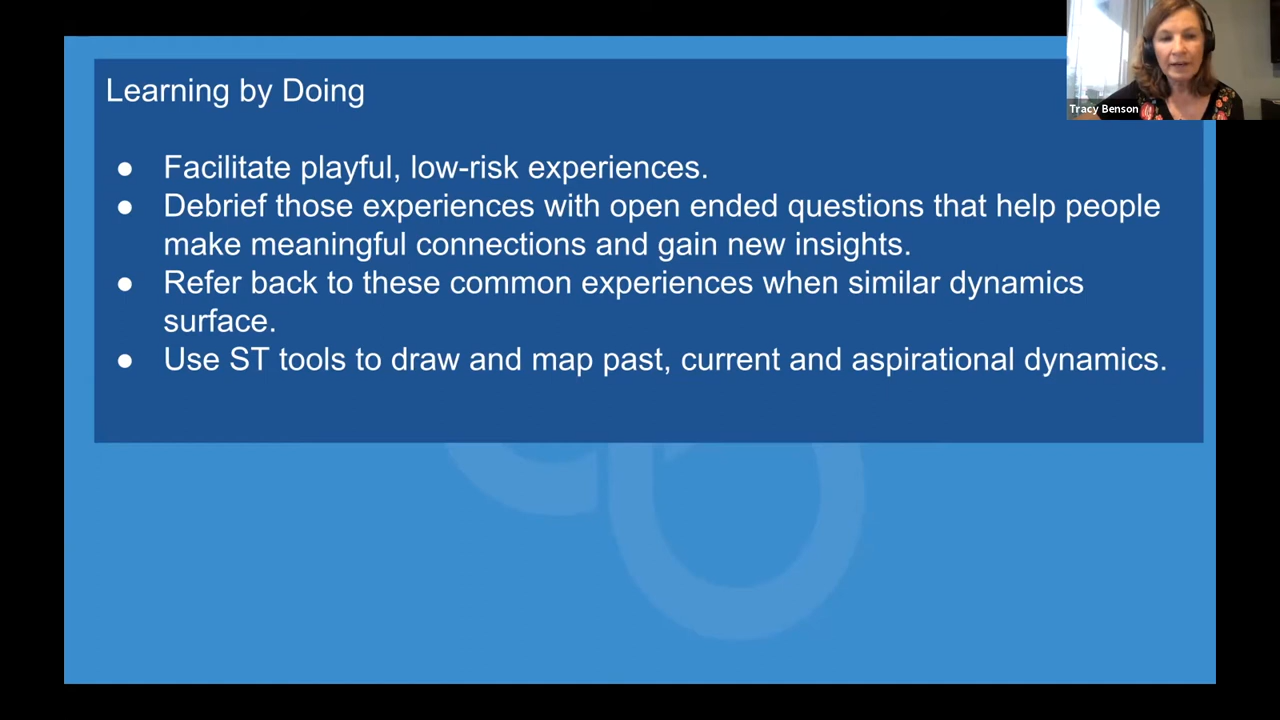 Learning by Doing
● Facilitate playful, low-risk experiences.
● Debrief those experiences with open ended questions that help people
make meaningful connections and gain new insights.
● Refer back to these common experiences when similar dynamics
surface.
● Use ST tools to draw and map past, current and aspirational dynamics.
Tracy Benson